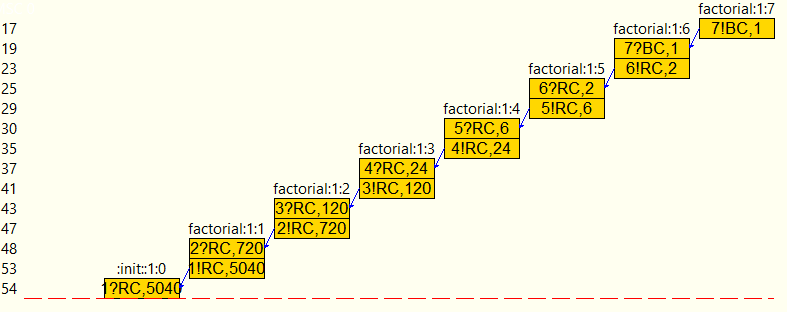 factorial:1:7
17 7!BC,1
factorial:1:6
19 7?BC,1
23 6!RC,2
factorial:1:5
25 6?RC,2
29 5!RC,6
factorial:1:4
30 5?RC,6
35 4!RC,24
factorial:1:3
37 4?RC,24
41 3!RC,120
factorial:1:2
43 3?RC,120
47 2!RC,720
factorial:1:1
48 2?RC,720
53 1!RC,5040
:init::1:0
54 1?RC,5040